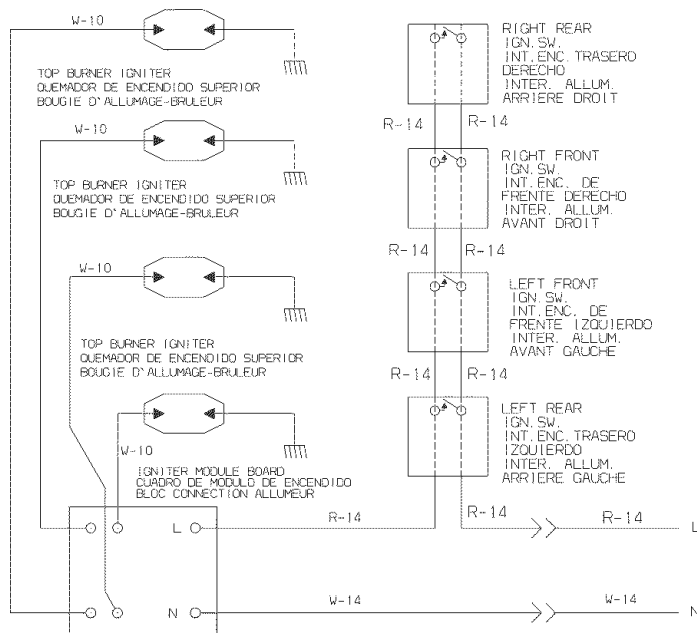 W-10
TOP BURNER IGNITER
QUEMADOR DE ENCENDIDO SUPERIOR
BOUGIE D'ALLUMAGE-BRULEUR
W-10
TOP BURNER IGNITER
QUEMADOR DE ENCENDIDO SUPERIOR
BOUGIE D'ALLUMAGE-BRULEUR
W-10
TOP BURNER IGNITER
QUEMADOR DE ENCENDIDO SUPERIOR
BOUGIE D'ALLUMAGE-BRULEUR
W-10
IGNITER MODULE BOARD
CUADRO DE MODULO DE ENCENDIDO
BLOC CONNECTION ALLUMEUR
RIGHT REAR
IGN. SW.
INT. ENC. TRASERO
DERECHO
INTER. ALLUM.
ARRIERE DROIT
R-14 R-14
RIGHT FRONT
IGN. SW.
INT. ENC. DE
FRENTE DERECHO
INTER. ALLUM.
AVANT DROIT
R-14 R-14
LEFT FRONT
IGN. SW.
INT. ENC. DE
FRENTE IZQUIERDO
INTER. ALLUM.
AVANT GAUCHE
R-14 R-14
LEFT REAR
IGN. SW.
INT. ENC. TRASERO
IZQUIERDO
INTER. ALLUM.
ARRIERE GAUCHE
L R-14 R-14 R-14 L
N W-14 W-14 N